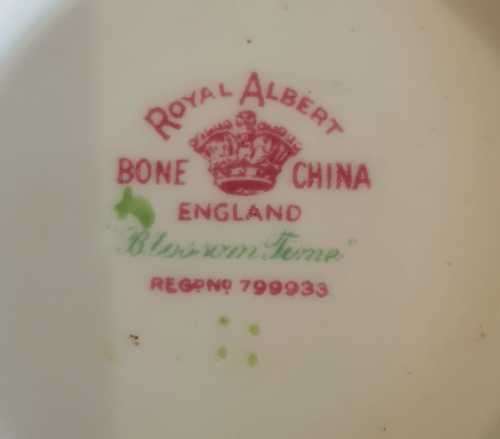 ROYAL ALBERT
BONE CHINA
ENGLAND
"Blossom Time"
REGD No 799933